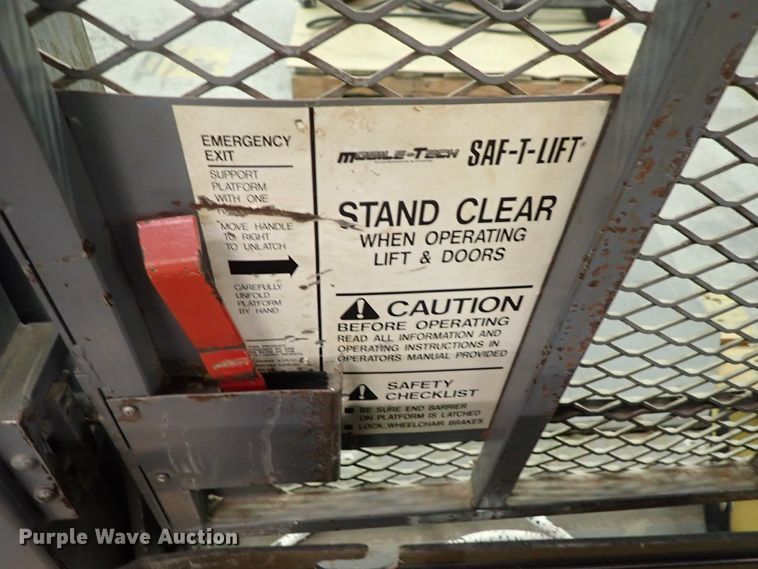 EMERGENCY
EXIT
SUPPORT
PLATFORM
WITH ONE
MOVE HANDLE
TO RIGHT
TO UNLATCH
CAREFULLY
UNFOLD
PLATFORM
BY HAND
MOBILE-TECH
CORPORATION
SAF-T-LIFT®
STAND CLEAR
WHEN OPERATING
LIFT & DOORS
CAUTION
BEFORE OPERATING
READ ALL INFORMATION AND
OPERATING INSTRUCTIONS IN
OPERATORS MANUAL PROVIDED
SAFETY
CHECKLIST
BE SURE END BARRIER
ON PLATFORM IS LATCHED
LOCK WHEELCHAIR BRAKES
Purple Wave Auction